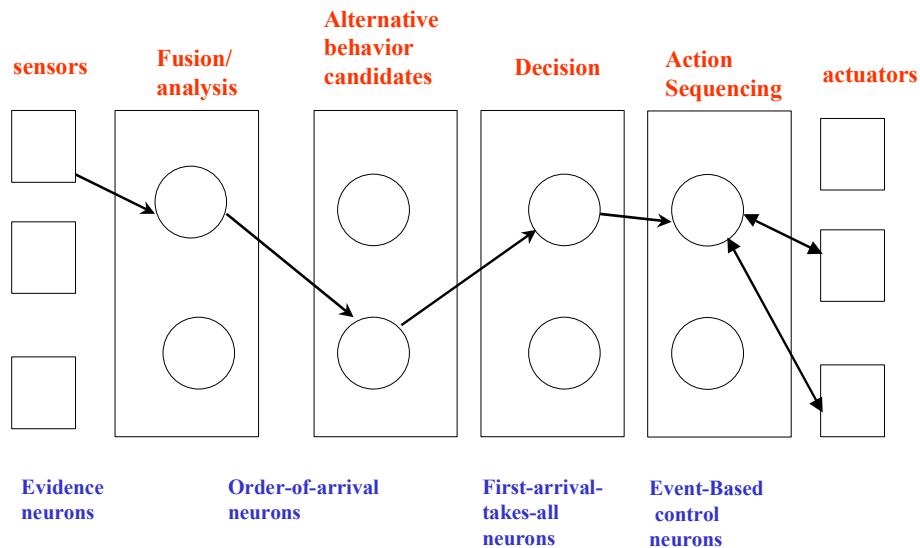 sensors
Fusion/
analysis
Alternative
behavior
candidates
Decision
Action
Sequencing
actuators
Evidence
neurons
Order-of-arrival
neurons
First-arrival-
takes-all
neurons
Event-Based
control
neurons